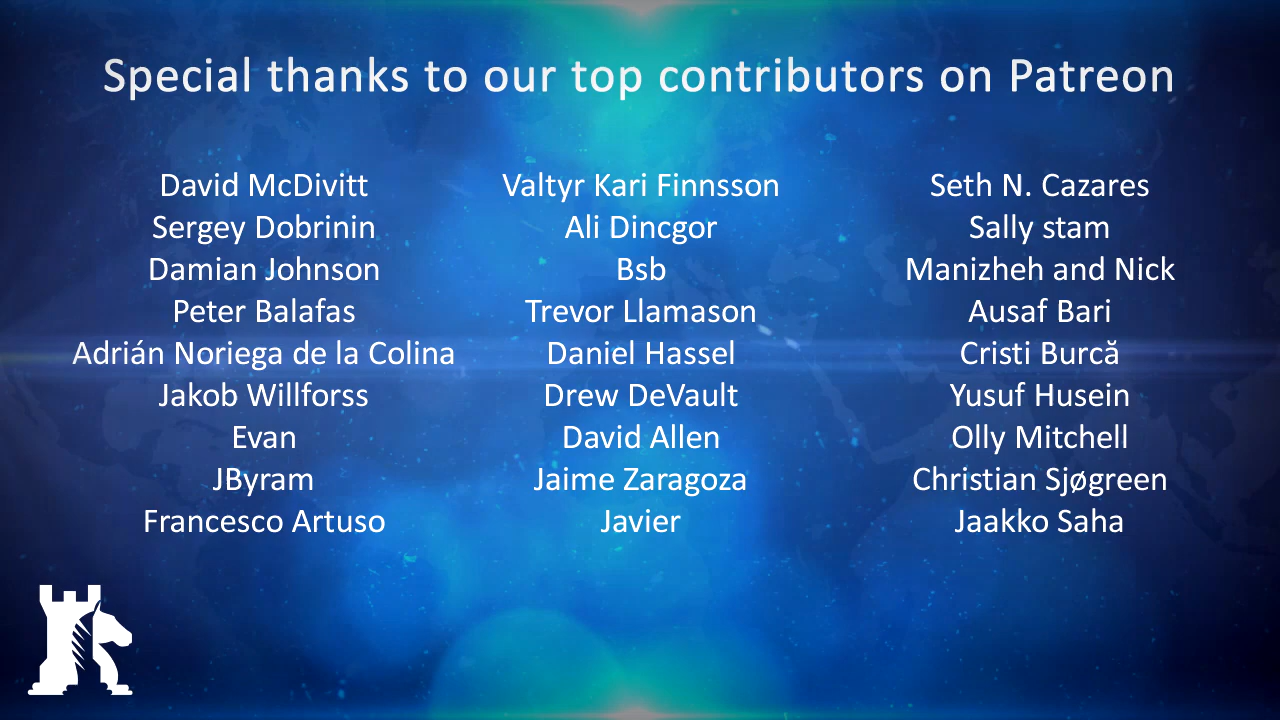 Special thanks to our top contributors on Patreon
David McDivitt
Sergey Dobrinin
Damian Johnson
Peter Balafas
Adrián Noriega de la Colina
Jakob Willforss
Evan
JByram
Francesco Artuso
Valtyr Kari Finnsson
Ali Dincgor
Bsb
Trevor Llamason
Daniel Hassel
Drew DeVault
David Allen
Jaime Zaragoza
Javier
Seth N. Cazares
Sally stam
Manizheh and Nick
Ausaf Bari
Cristi Burcă
Yusuf Husein
Olly Mitchell
Christian Sjøgreen
Jaakko Saha